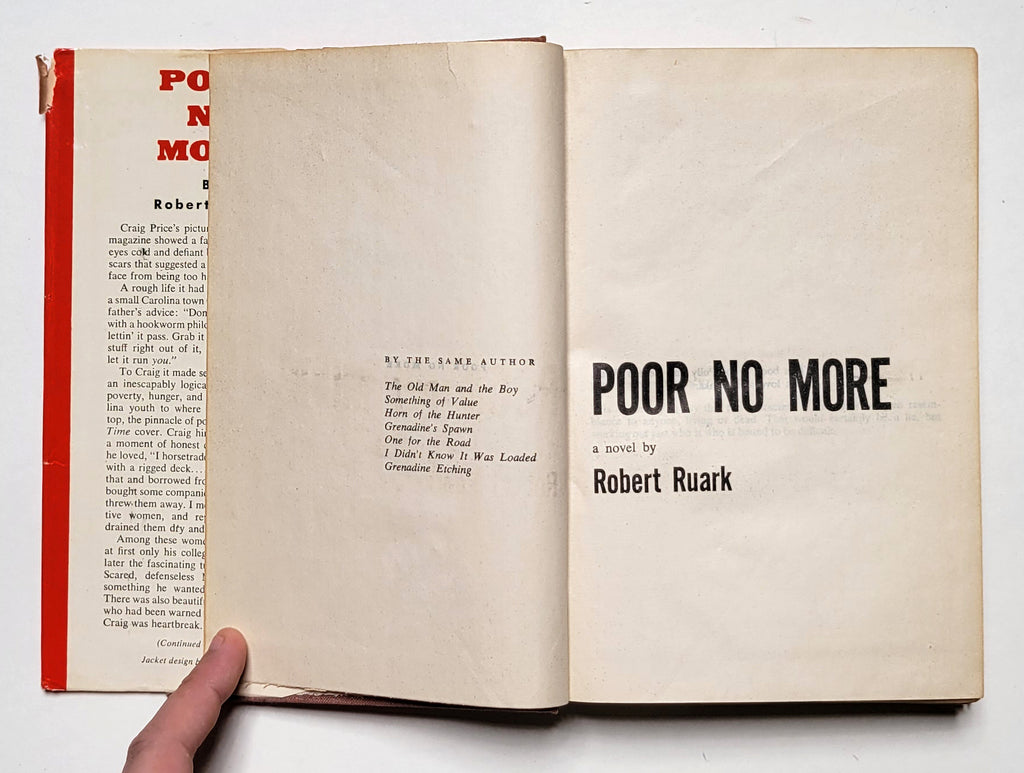 PO
N
MO
B
Robert
Craig Price's pictu
magazine showed a fa
eyes cold and defiant
scars that suggested a
face from being too h
A rough life it had
a small Carolina town
father's advice: "Don
with a hookworm philo
lettin' it pass. Grab it
stuff right out of it,
let it run you."
To Craig it made se
an inescapably logica
poverty, hunger, and
lina youth to where
top, the pinnacle of po
Time cover. Craig hi
a moment of honest
he loved, "I horsetrade
with a rigged deck...
that and borrowed fro
bought some compani
threw them away. I m
tive women, and re
drained them dry and
Among these wome
at first only his colleg
later the fascinating t
Scared, defenseless
something he wanted
There was also beautif
who had been warned
Craig was heartbreak.
(Continued
Jacket design b
BY THE SAME AUTHOR
The Old Man and the Boy
Something of Value
Horn of the Hunter
Grenadine's Spawn
One for the Road
I Didn't Know It Was Loaded
Grenadine Etching
POOR NO MORE
a novel by
Robert Ruark